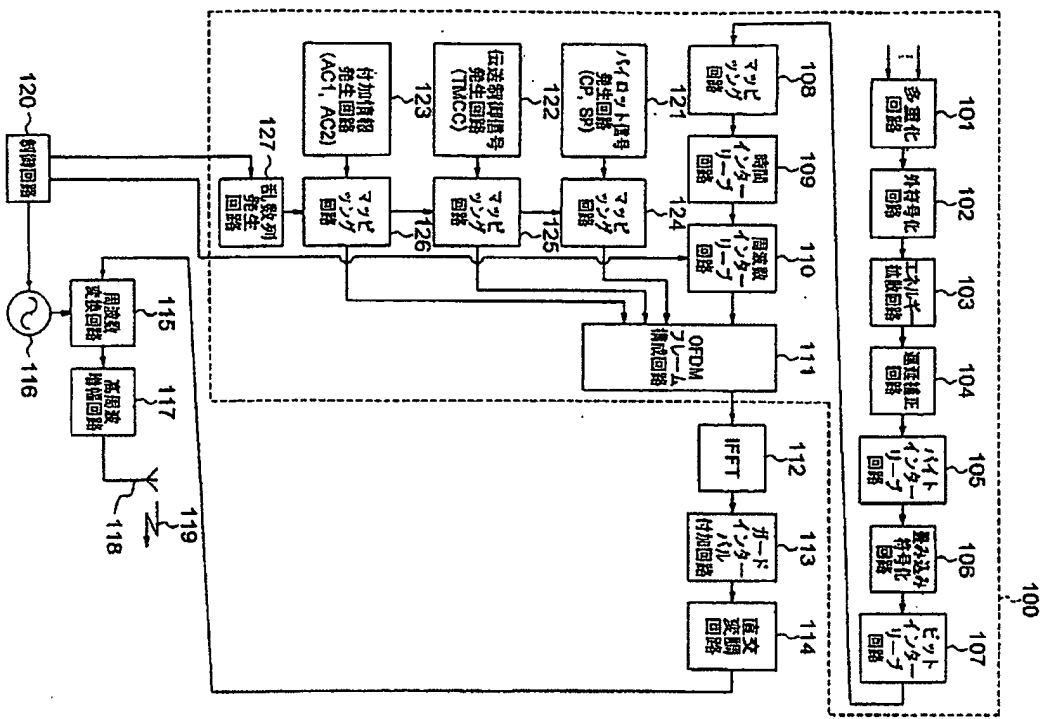 100
101
多重化
回路
102
外符号化
回路
103
エネルギー
拡散回路
104
遅延補正
回路
105
バイト
インター
リーブ
回路
106
畳み込み
符号化
回路
107
ビット
インター
リーブ
回路
108
マッピ
ッング
回路
109
時間
インター
リーブ
回路
110
周波数
インター
リーブ
回路
111
OFDM
フレーム
構成回路
112
IFFT
113
ガード
インター
バル
付加回路
114
直交
変調
回路
121
パイロット信号
発生回路
(CP, SP)
124
マッピ
ッング
回路
122
伝送制御信号
発生回路
(TMCC)
125
マッピ
ッング
回路
123
付加情報
発生回路
(AC1, AC2)
126
マッピ
ッング
回路
127
乱数列
発生回路
120
制御回路
115
周波数
変換回路
116
117
高周波
増幅回路
118
119